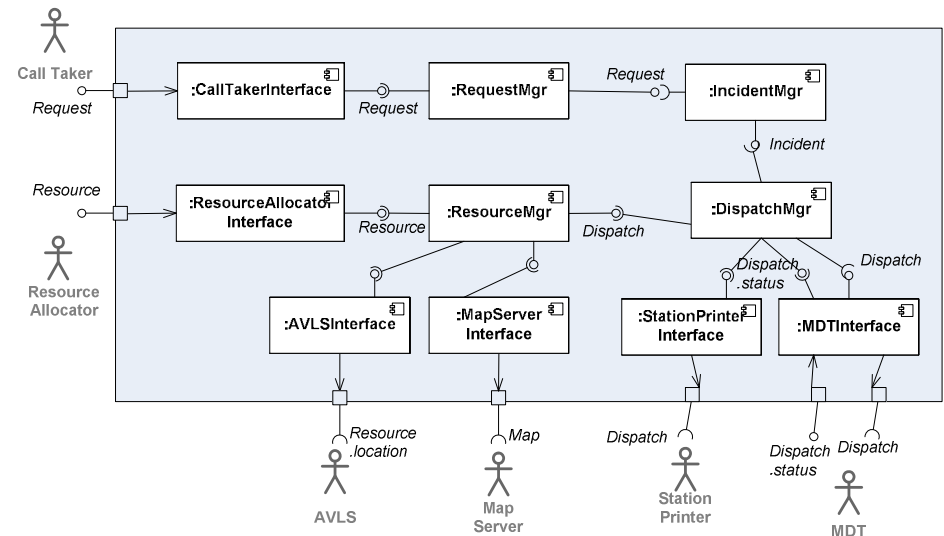 Call Taker
Request
:CallTakerInterface
Request
:RequestMgr
Request
:IncidentMgr
Incident
Resource
:ResourceAllocator
Interface
Resource
:ResourceMgr
Dispatch
:DispatchMgr
Resource
Allocator
Dispatch
.status
Dispatch
:AVLSInterface
:MapServer
Interface
:StationPrinter
Interface
:MDTInterface
Resource
.location
Map
Dispatch
Dispatch
.status
Dispatch
AVLS
Map
Server
Station
Printer
MDT